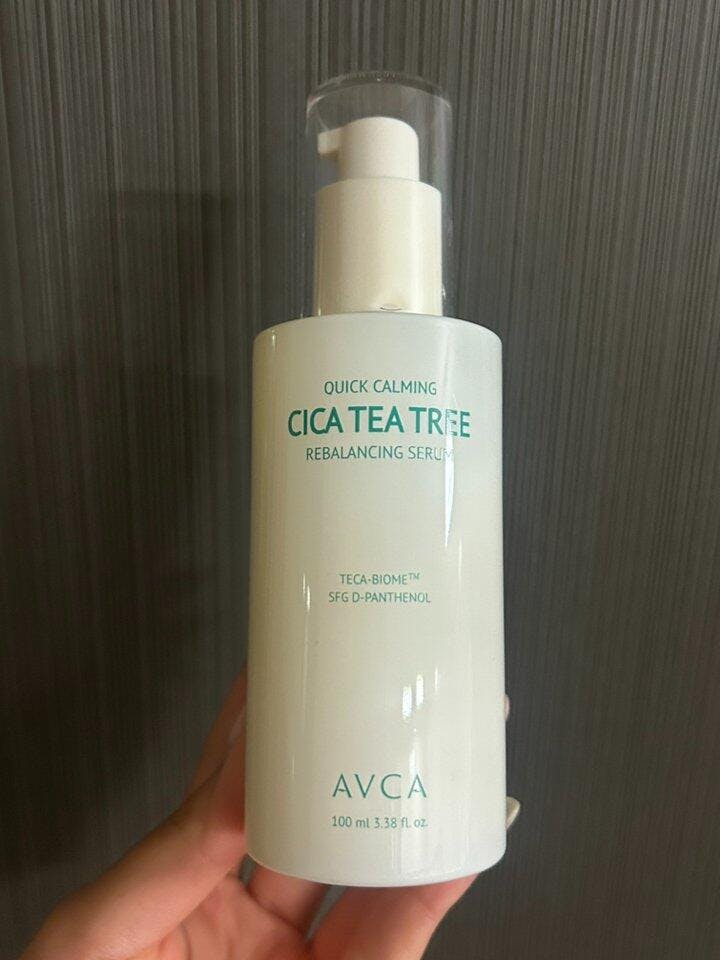 QUICK CALMING
CICA TEA TREE
REBALANCING SERUM
TECA-BIOME™
SFG D-PANTHENOL
AVCA
100 ml 3.38 fl. oz.